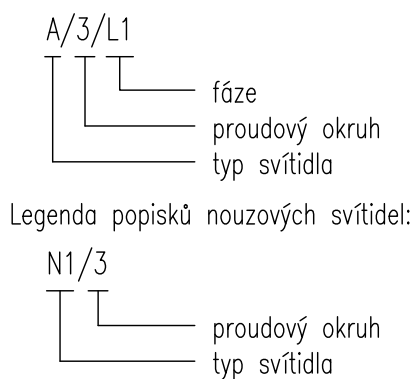 A/3/L1
fáze
proudový okruh
typ svítidla
Legenda popisků nouzových svítidel:
N1/3
proudový okruh
typ svítidla